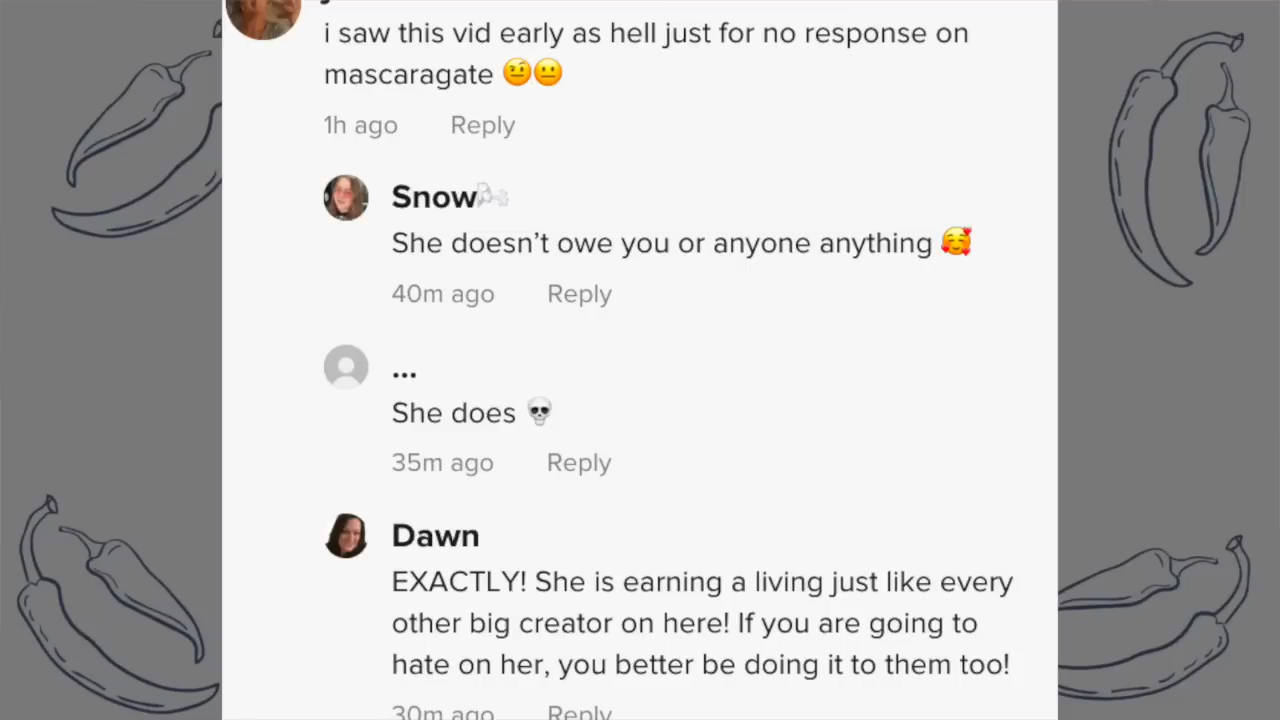 i saw this vid early as hell just for no response on
mascaragate 🤨😐
1h ago Reply
Snow🌬
She doesn’t owe you or anyone anything 🥰
40m ago Reply
...
She does 💀
35m ago Reply
Dawn
EXACTLY! She is earning a living just like every
other big creator on here! If you are going to
hate on her, you better be doing it to them too!
30m ago Reply